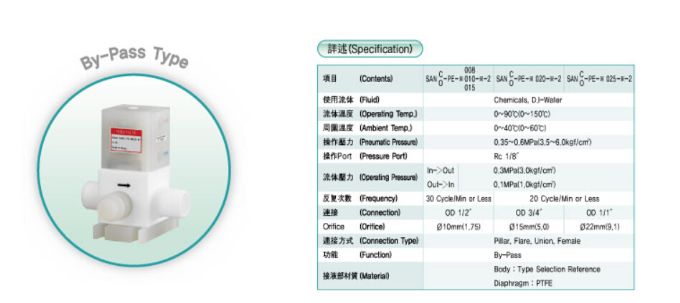 By-Pass Type
詳述(Specification)
項目 (Contents) SAN C/O-PE-M 008 010-M-2 015 SAN C/O-PE-M 020-M-2 SAN C/O-PE-M 025-M-2
使用流体 (Fluid) Chemicals, D.I-Water
流体溫度 (Operating Temp.) 0~90℃(0~150℃)
周圍溫度 (Ambient Temp.) 0~40℃(0~60℃)
操作壓力 (Pneumatic Pressure) 0.35~0.6MPa(3.5~6.0kgf/cm²)
操作Port (Pressure Port) Rc 1/8"
流体壓力 (Operating Pressure) In->Out 0.3MPa(3.0kgf/cm²)
Out->In 0.1MPa(1.0kgf/cm²)
反复次數 (Frequency) 30 Cycle/Min or Less 20 Cycle/Min or Less
連接 (Connection) OD 1/2" OD 3/4" OD 1/1"
Orifice (Orifice) Ø10mm(1.75) Ø15mm(5.0) Ø22mm(9.1)
連接方式 (Connection Type) Pillar, Flare, Union, Female
功能 (Function) By-Pass
接液部材質 (Material) Body : Type Selection Reference
Diaphragm : PTFE